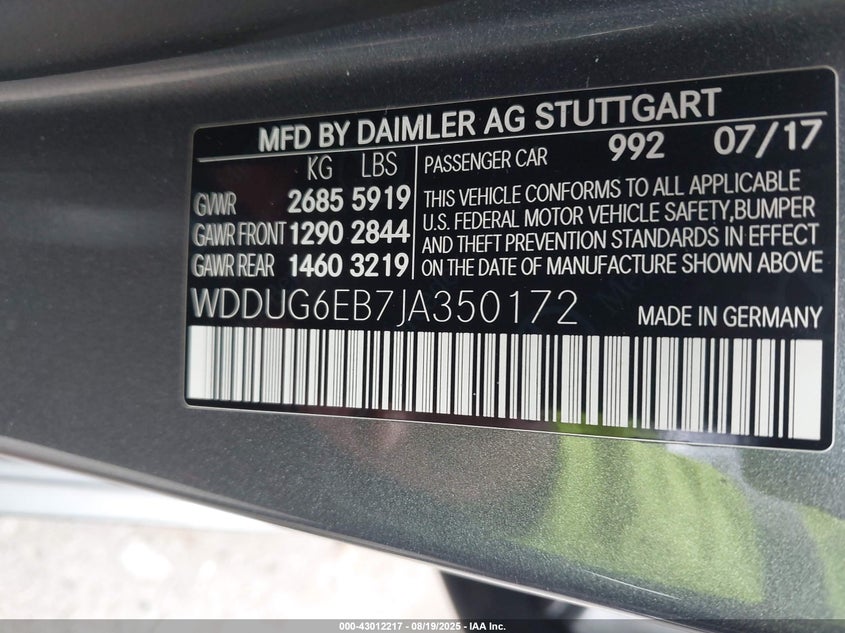 MFD BY DAIMLER AG STUTTGART
KG LBS
GVWR 2685 5919
GAWR FRONT 1290 2844
GAWR REAR 1460 3219
PASSENGER CAR 992 07/17
THIS VEHICLE CONFORMS TO ALL APPLICABLE
U.S. FEDERAL MOTOR VEHICLE SAFETY,BUMPER
AND THEFT PREVENTION STANDARDS IN EFFECT
ON THE DATE OF MANUFACTURE SHOWN ABOVE
WDDUG6EB7JA350172 MADE IN GERMANY
000-43012217 - 08/19/2025 - IAA Inc.